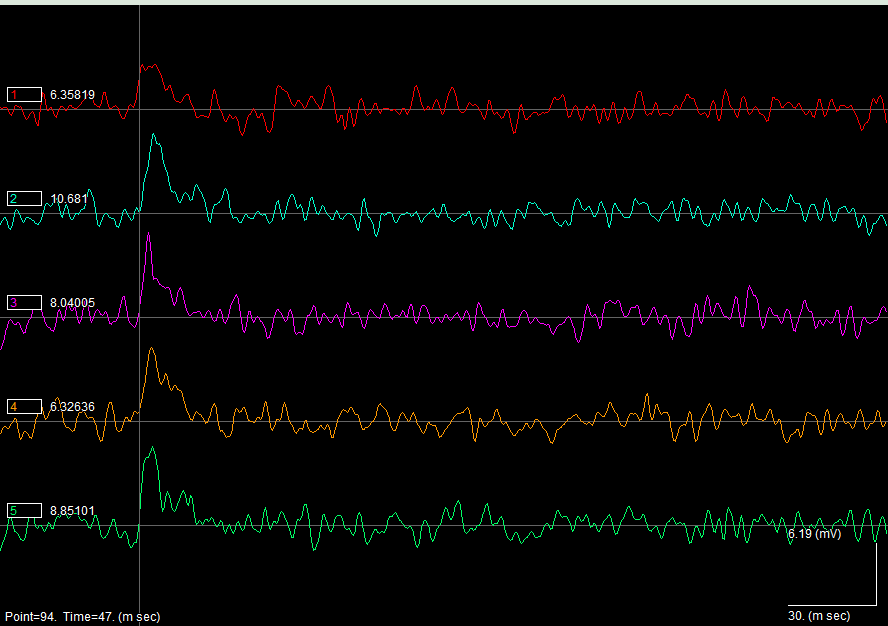 1 6.35819
2 10.681
3 8.04005
4 6.32636
5 8.85101
6.19 (mV)
Point=94. Time=47. (m sec)
30. (m sec)